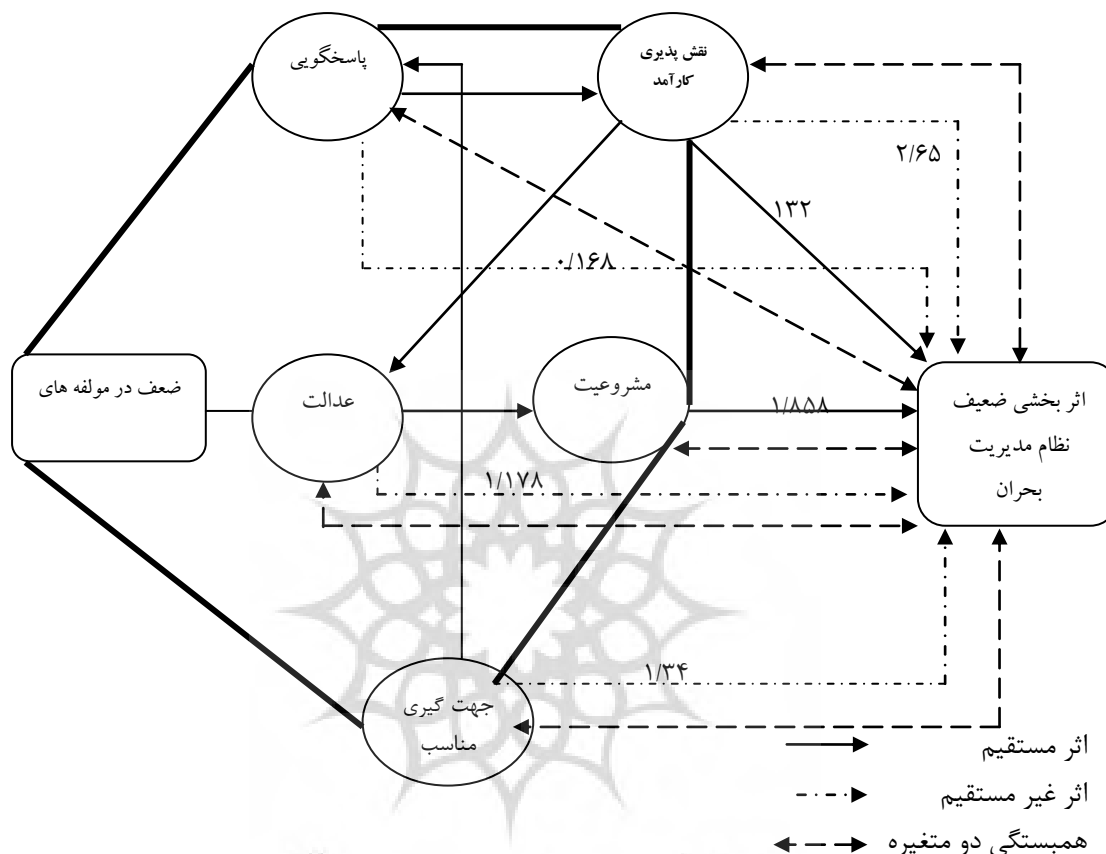 نقش پذیری
کارآمد
پاسخگویی
۲/۶۵
۱۳۲
۰/۱۶۸
ضعف در مولفه های
عدالت
مشروعیت
۱/۸۵۸
اثر بخشی ضعیف
نظام مدیریت
بحران
۱/۱۷۸
۱/۳۴
جهت گیری
مناسب
اثر مستقیم
اثر غیر مستقیم
همبستگی دو متغیره